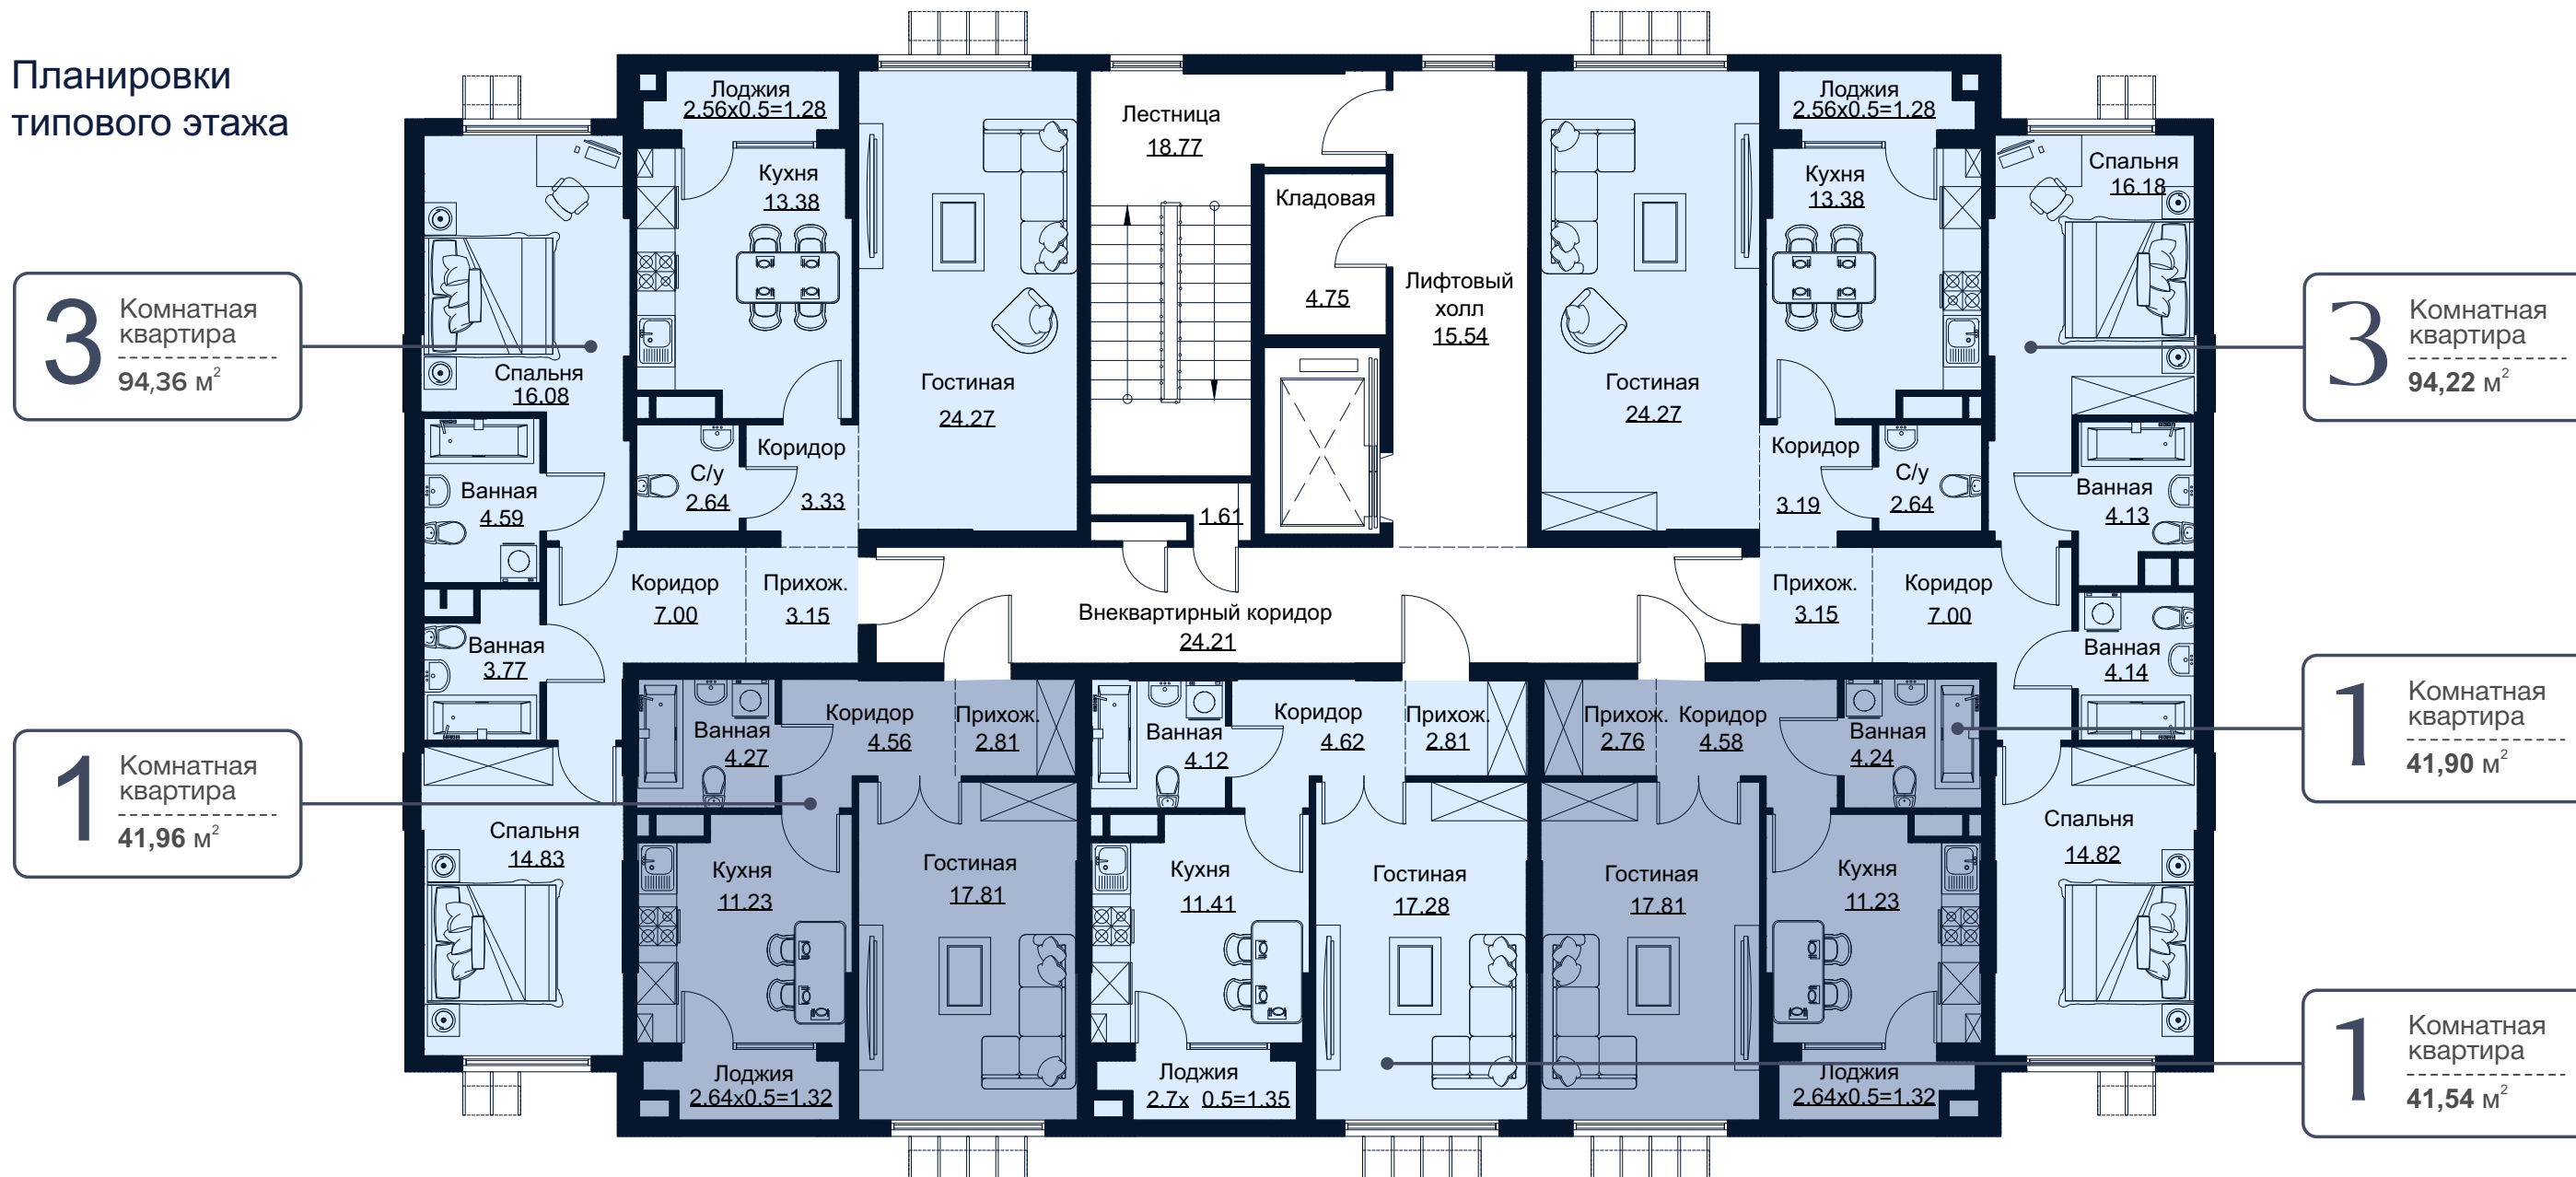 Планировки
типового этажа
3
Комнатная
квартира
94,36 м²
1
Комнатная
квартира
41,96 м²
Спальня
16.08
Ванная
4.59
Ванная
3.77
Спальня
14.83
Лоджия
2.56x0.5=1.28
Кухня
13.38
С/у
2.64
Коридор
3.33
Гостиная
24.27
Коридор
7.00
Прихож.
3.15
Лестница
18.77
Кладовая
4.75
Лифтовый
холл
15.54
1.61
Внеквартирный коридор
24.21
Гостиная
24.27
Лоджия
2.56x0.5=1.28
Кухня
13.38
Коридор
3.19
С/у
2.64
Прихож.
3.15
Коридор
7.00
Спальня
16.18
Ванная
4.13
Ванная
4.14
Спальня
14.82
Ванная
4.27
Коридор
4.56
Прихож.
2.81
Кухня
11.23
Гостиная
17.81
Лоджия
2.64x0.5=1.32
Ванная
4.12
Коридор
4.62
Прихож.
2.81
Кухня
11.41
Гостиная
17.28
Лоджия
2.7x 0.5=1.35
Прихож.
2.76
Коридор
4.58
Ванная
4.24
Гостиная
17.81
Кухня
11.23
Лоджия
2.64x0.5=1.32
3
Комнатная
квартира
94,22 м²
1
Комнатная
квартира
41,90 м²
1
Комнатная
квартира
41,54 м²